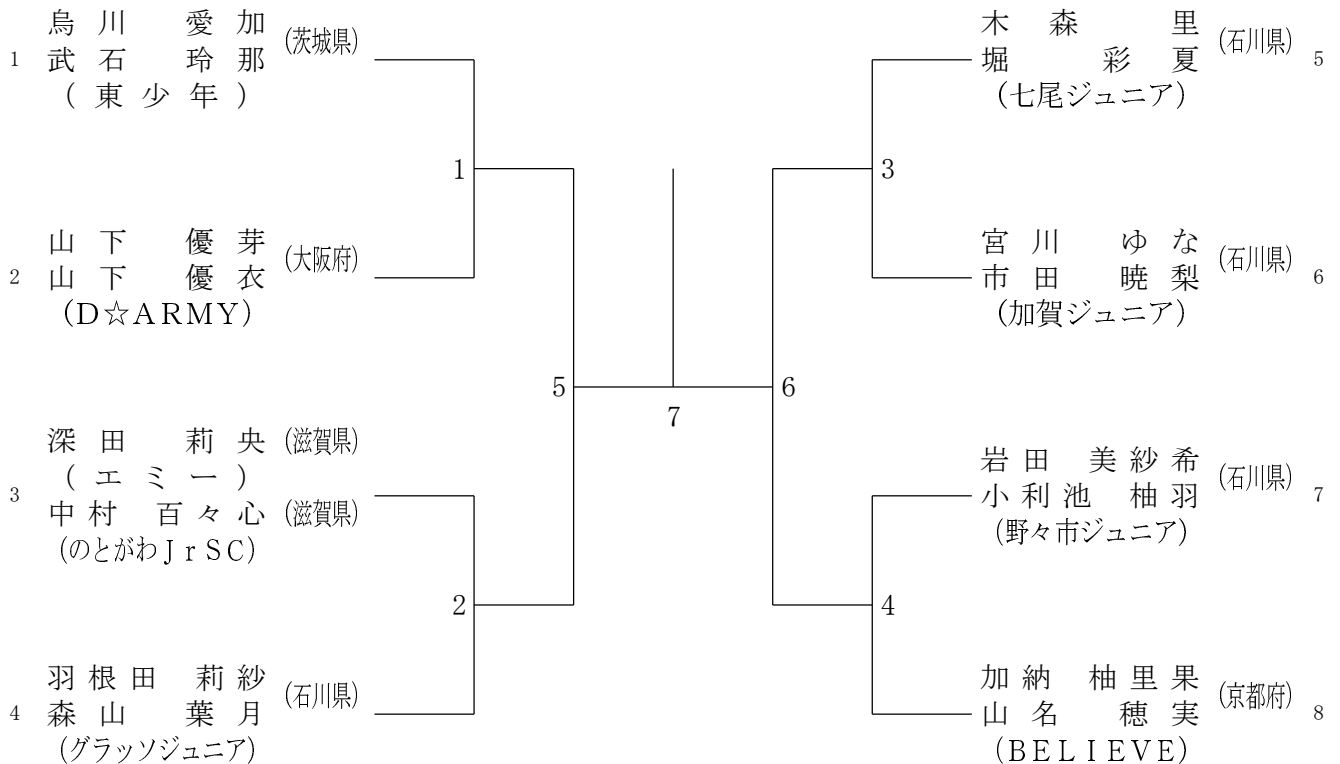 烏川 愛加 (茨城県)
1 武石 玲那
(東少年)
1
山下 優芽 (大阪府)
2 山下 優衣
(D☆ARMY)
5
深田 莉央 (滋賀県)
(エミー)
3
中村 百々心 (滋賀県)
(のとがわJrSC)
2
羽根田 莉紗 (石川県)
4 森山 葉月
(グラッソジュニア)
7
木森 里 (石川県)
堀 彩夏 5
(七尾ジュニア)
3
宮川 ゆな (石川県)
市田 暁梨 6
(加賀ジュニア)
6
岩田 美紗希 (石川県)
小利池 柚羽 7
(野々市ジュニア)
4
加納 柚里果 (京都府)
山名 穂実 8
(BELIEVE)